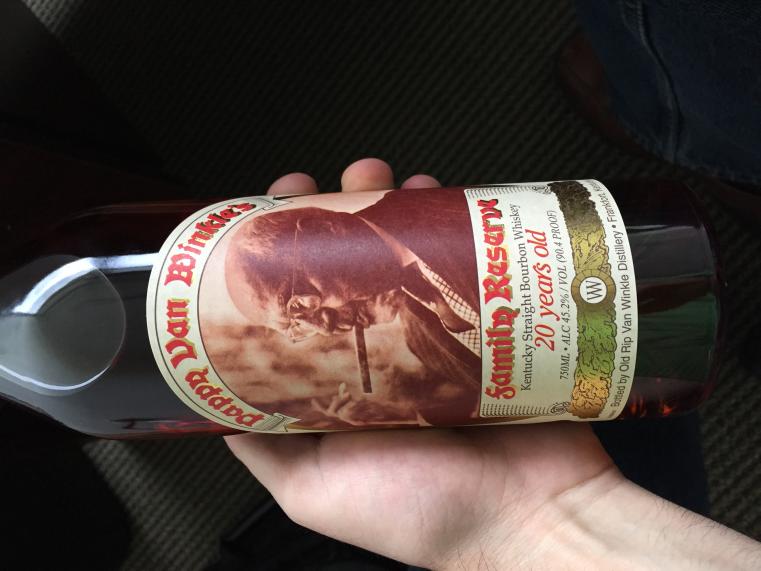 Pappy Van Winkle's
Family Reserve
Kentucky Straight Bourbon Whiskey
20 years old
750ML • ALC 45.2% / VOL (90.4 PROOF)
VW
Bottled by Old Rip Van Winkle Distillery • Frankfort,